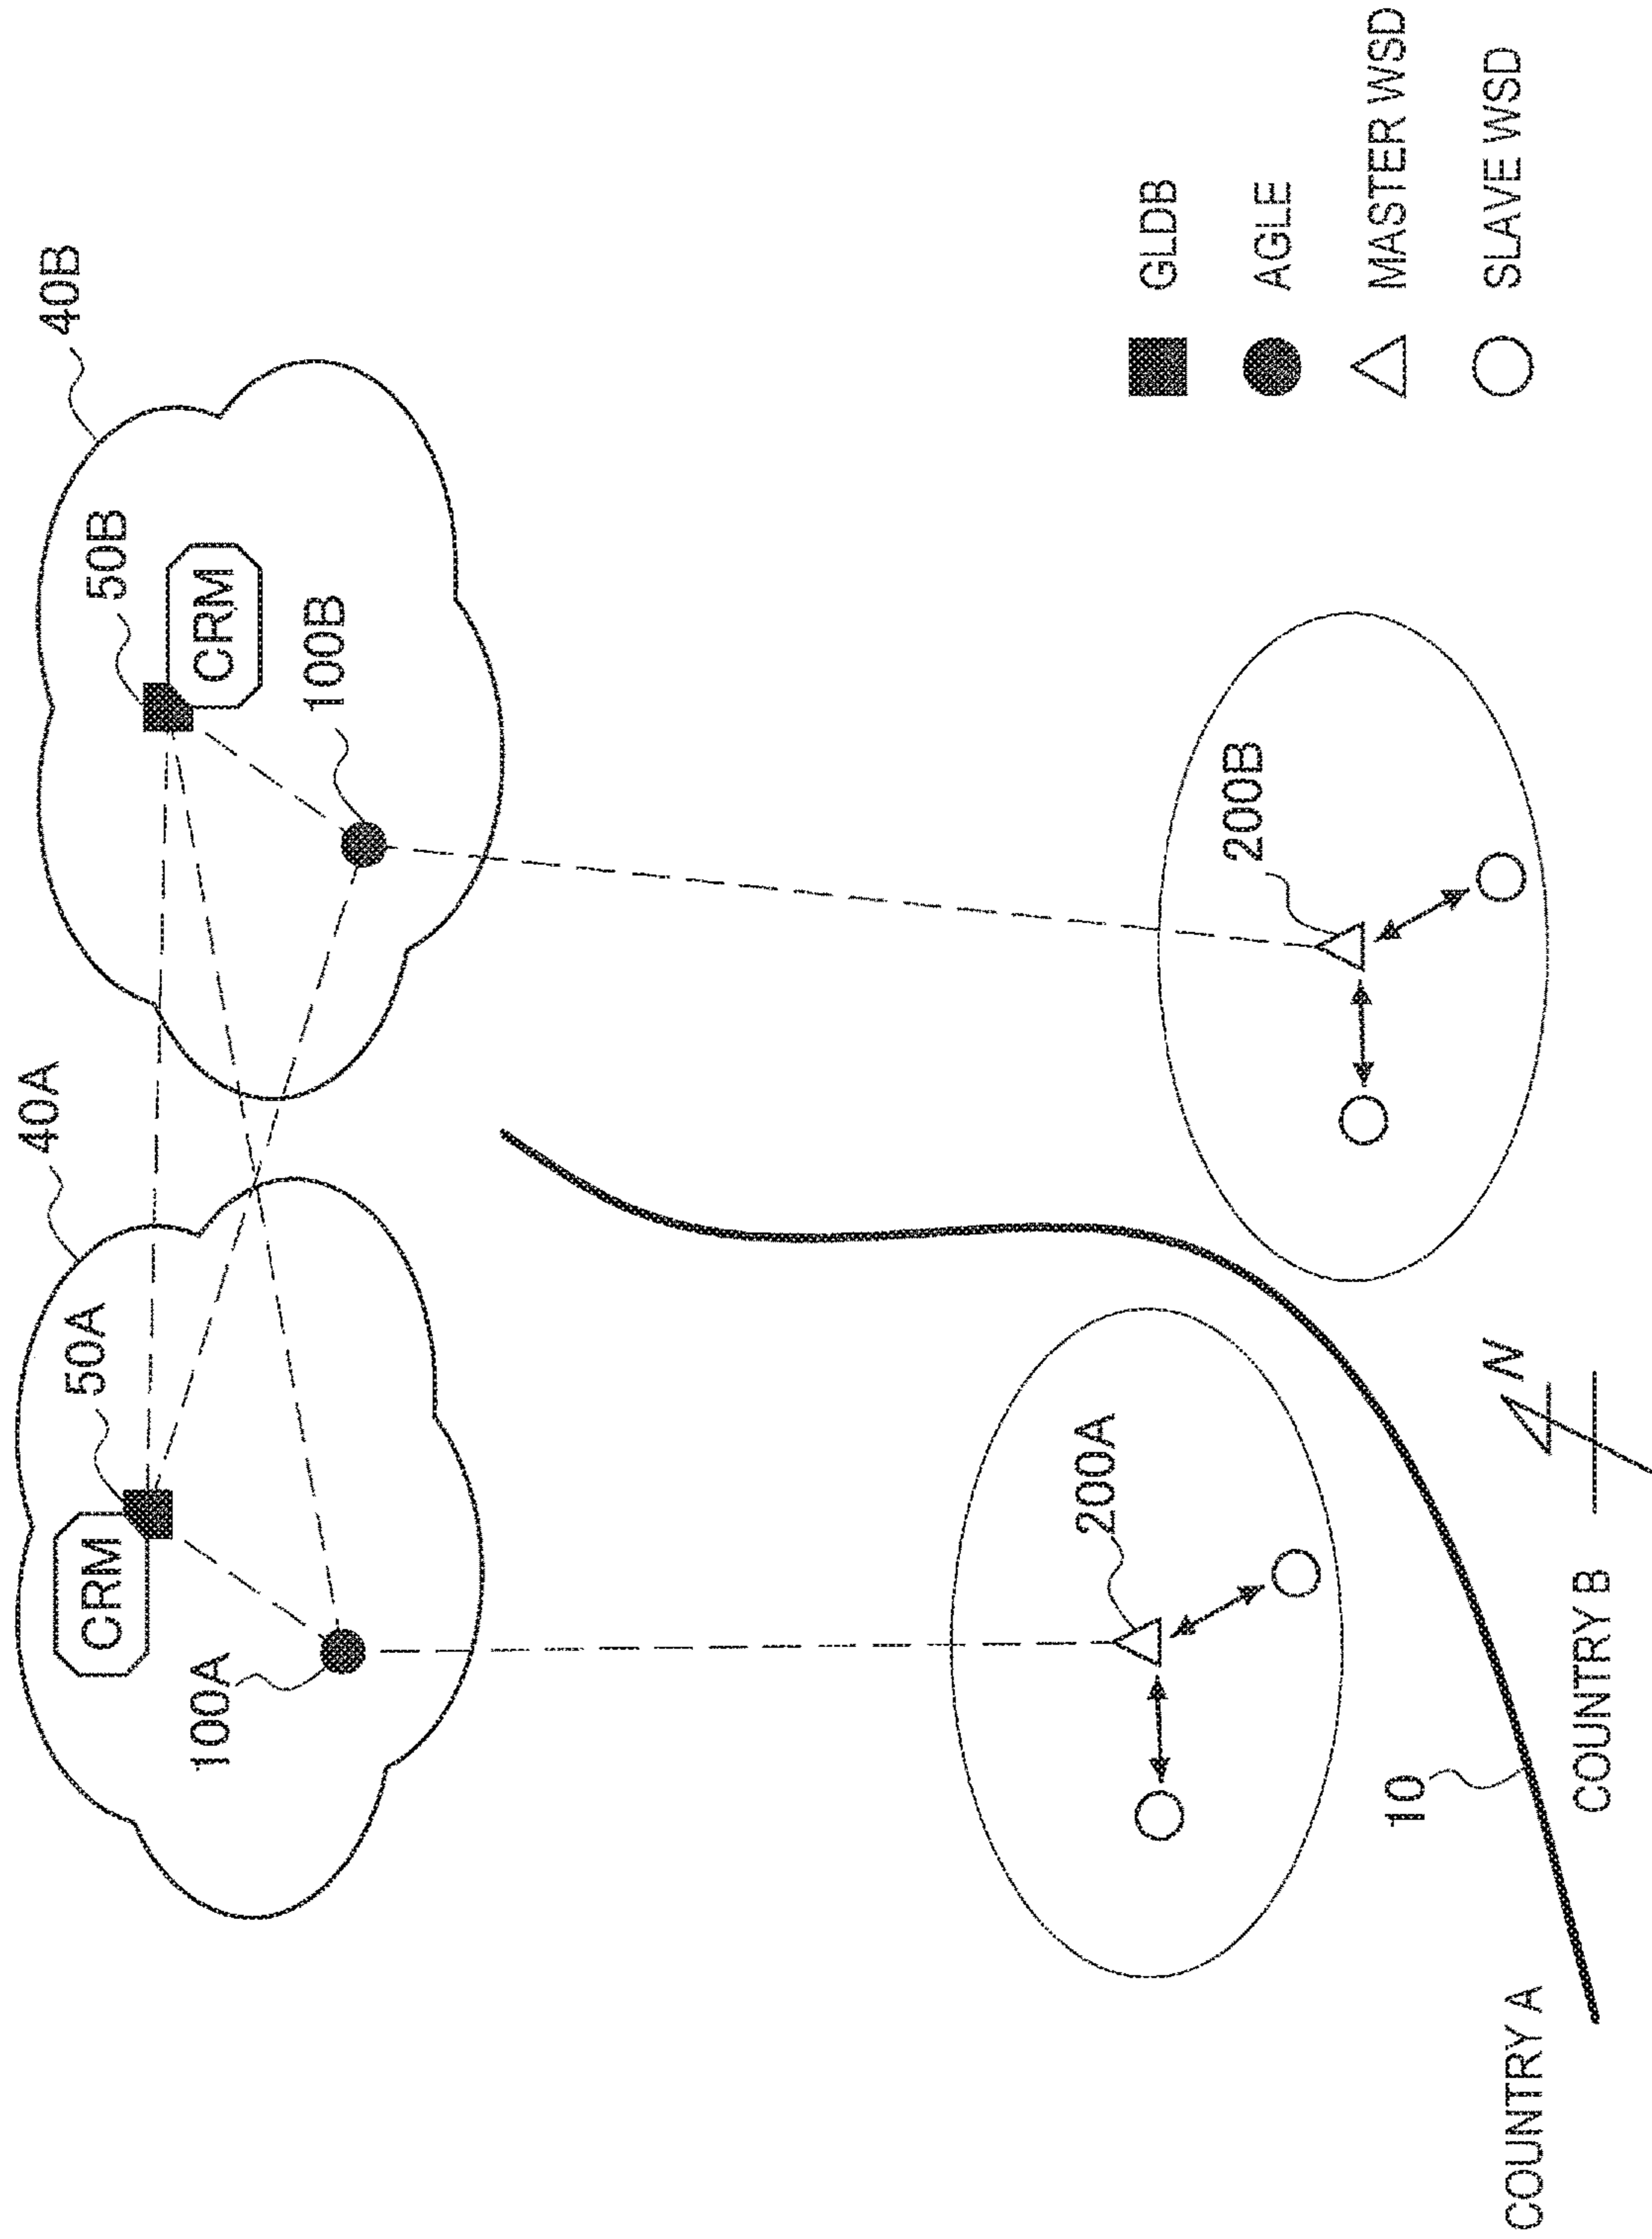 40A
40B
50A
CRM
50B
CRM
100A
100B
200A
200B
GLDB
AGLE
MASTER WSD
SLAVE WSD
10
N
COUNTRY A
COUNTRY B